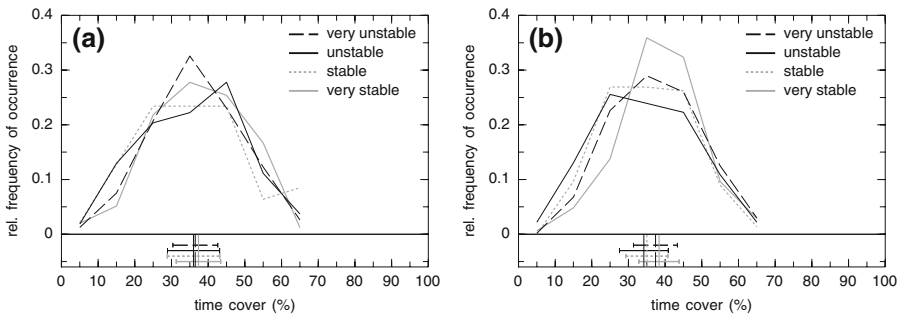 (a)
very unstable
unstable
stable
very stable
rel. frequency of occurrence
0.4
0.3
0.2
0.1
0
0 10 20 30 40 50 60 70 80 90 100
time cover (%)
(b)
very unstable
unstable
stable
very stable
rel. frequency of occurrence
0.4
0.3
0.2
0.1
0
0 10 20 30 40 50 60 70 80 90 100
time cover (%)